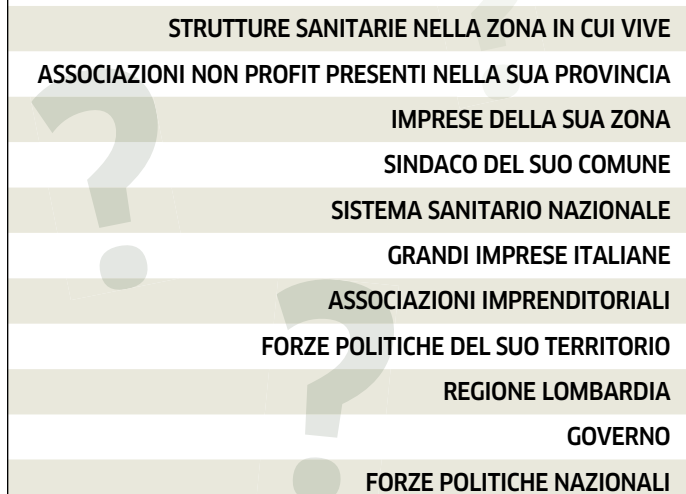 STRUTTURE SANITARIE NELLA ZONA IN CUI VIVE
ASSOCIAZIONI NON PROFIT PRESENTI NELLA SUA PROVINCIA
IMPRESE DELLA SUA ZONA
SINDACO DEL SUO COMUNE
SISTEMA SANITARIO NAZIONALE
GRANDI IMPRESE ITALIANE
ASSOCIAZIONI IMPRENDITORIALI
FORZE POLITICHE DEL SUO TERRITORIO
REGIONE LOMBARDIA
GOVERNO
FORZE POLITICHE NAZIONALI